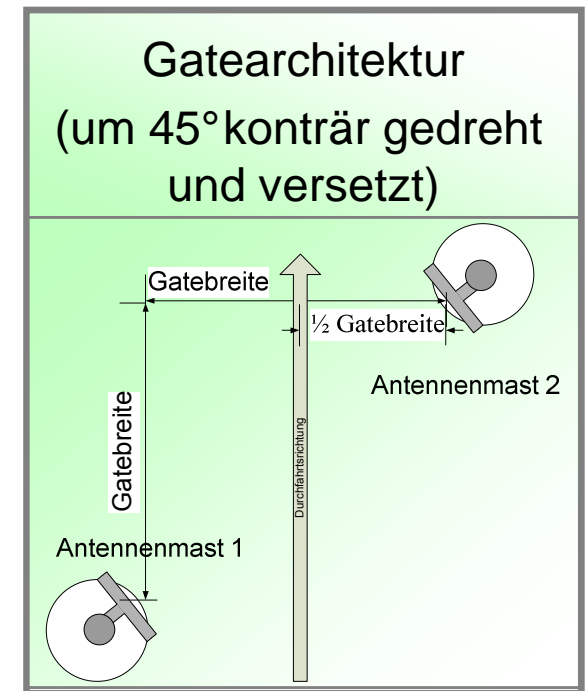 Gatearchitektur
(um 45° konträr gedreht
und versetzt)
Gatebreite
½ Gatebreite
Antennenmast 2
Gatebreite
Durchfahrtsrichtung
Antennenmast 1